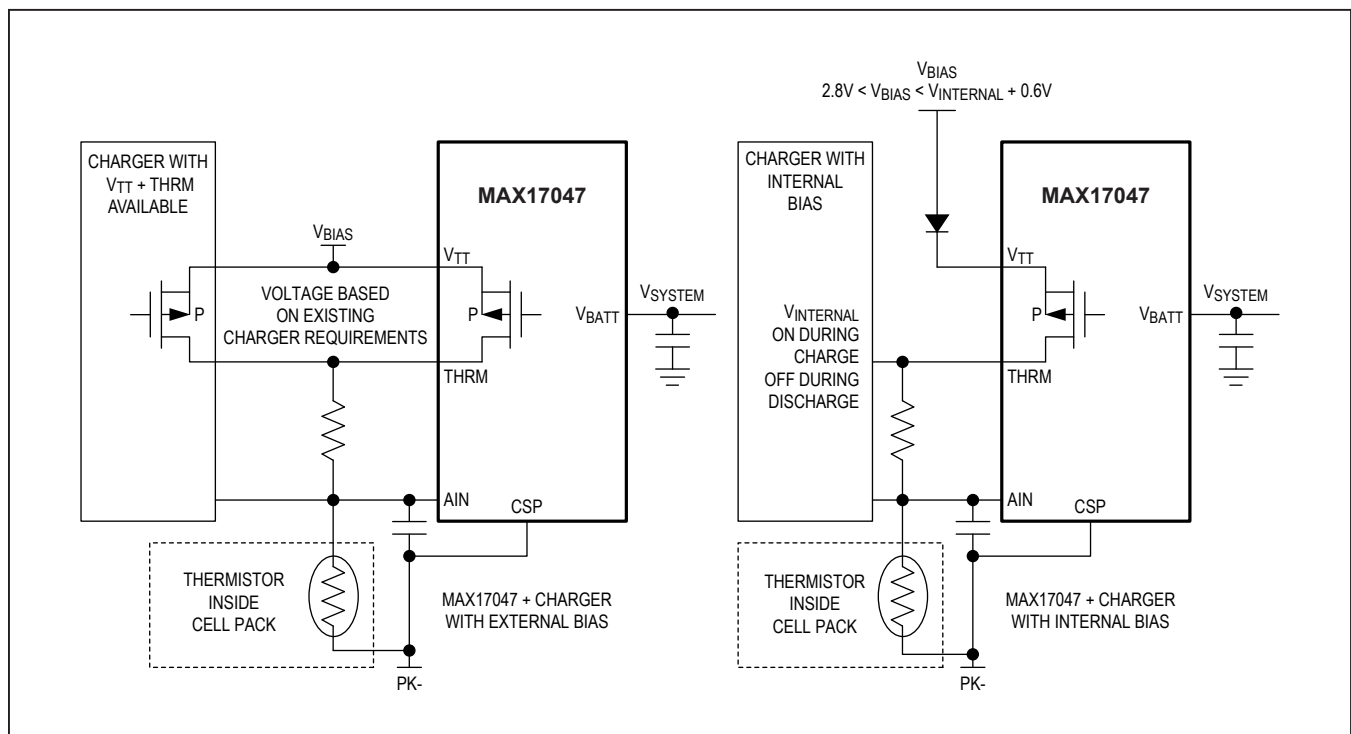 CHARGER WITH
VTT + THRM
AVAILABLE
P
VBIAS
VOLTAGE BASED
ON EXISTING
CHARGER REQUIREMENTS
MAX17047
VTT
P
VBATT
THRM
AIN
CSP
VSYSTEM
THERMISTOR
INSIDE
CELL PACK
MAX17047 + CHARGER
WITH EXTERNAL BIAS
PK-
VBIAS
2.8V < VBIAS < VINTERNAL + 0.6V
CHARGER WITH
INTERNAL
BIAS
VINTERNAL
ON DURING
CHARGE
OFF DURING
DISCHARGE
MAX17047
VTT
P
VBATT
THRM
AIN
CSP
VSYSTEM
THERMISTOR
INSIDE
CELL PACK
MAX17047 + CHARGER
WITH INTERNAL BIAS
PK-